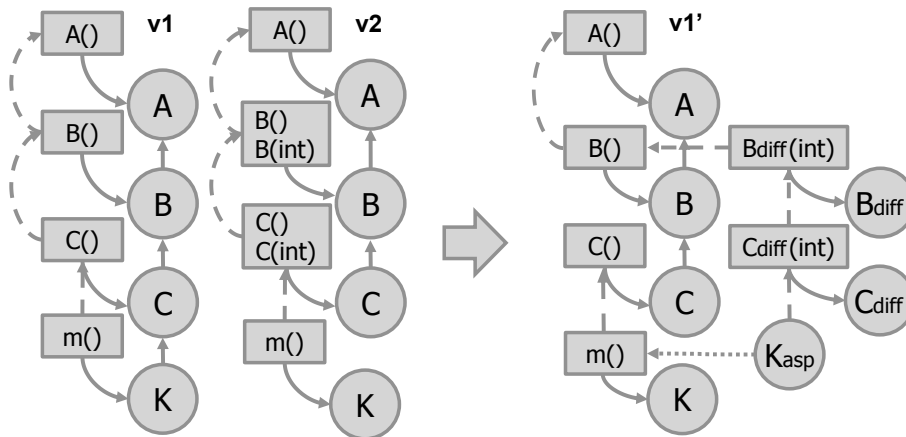 v1
A()
A
B()
B
C()
C
m()
K
v2
A()
A
B()
B(int)
B
C()
C(int)
C
m()
K
v1’
A()
A
B()
Bdiff(int)
B
Bdiff
C()
Cdiff(int)
C
Cdiff
m()
Kasp
K